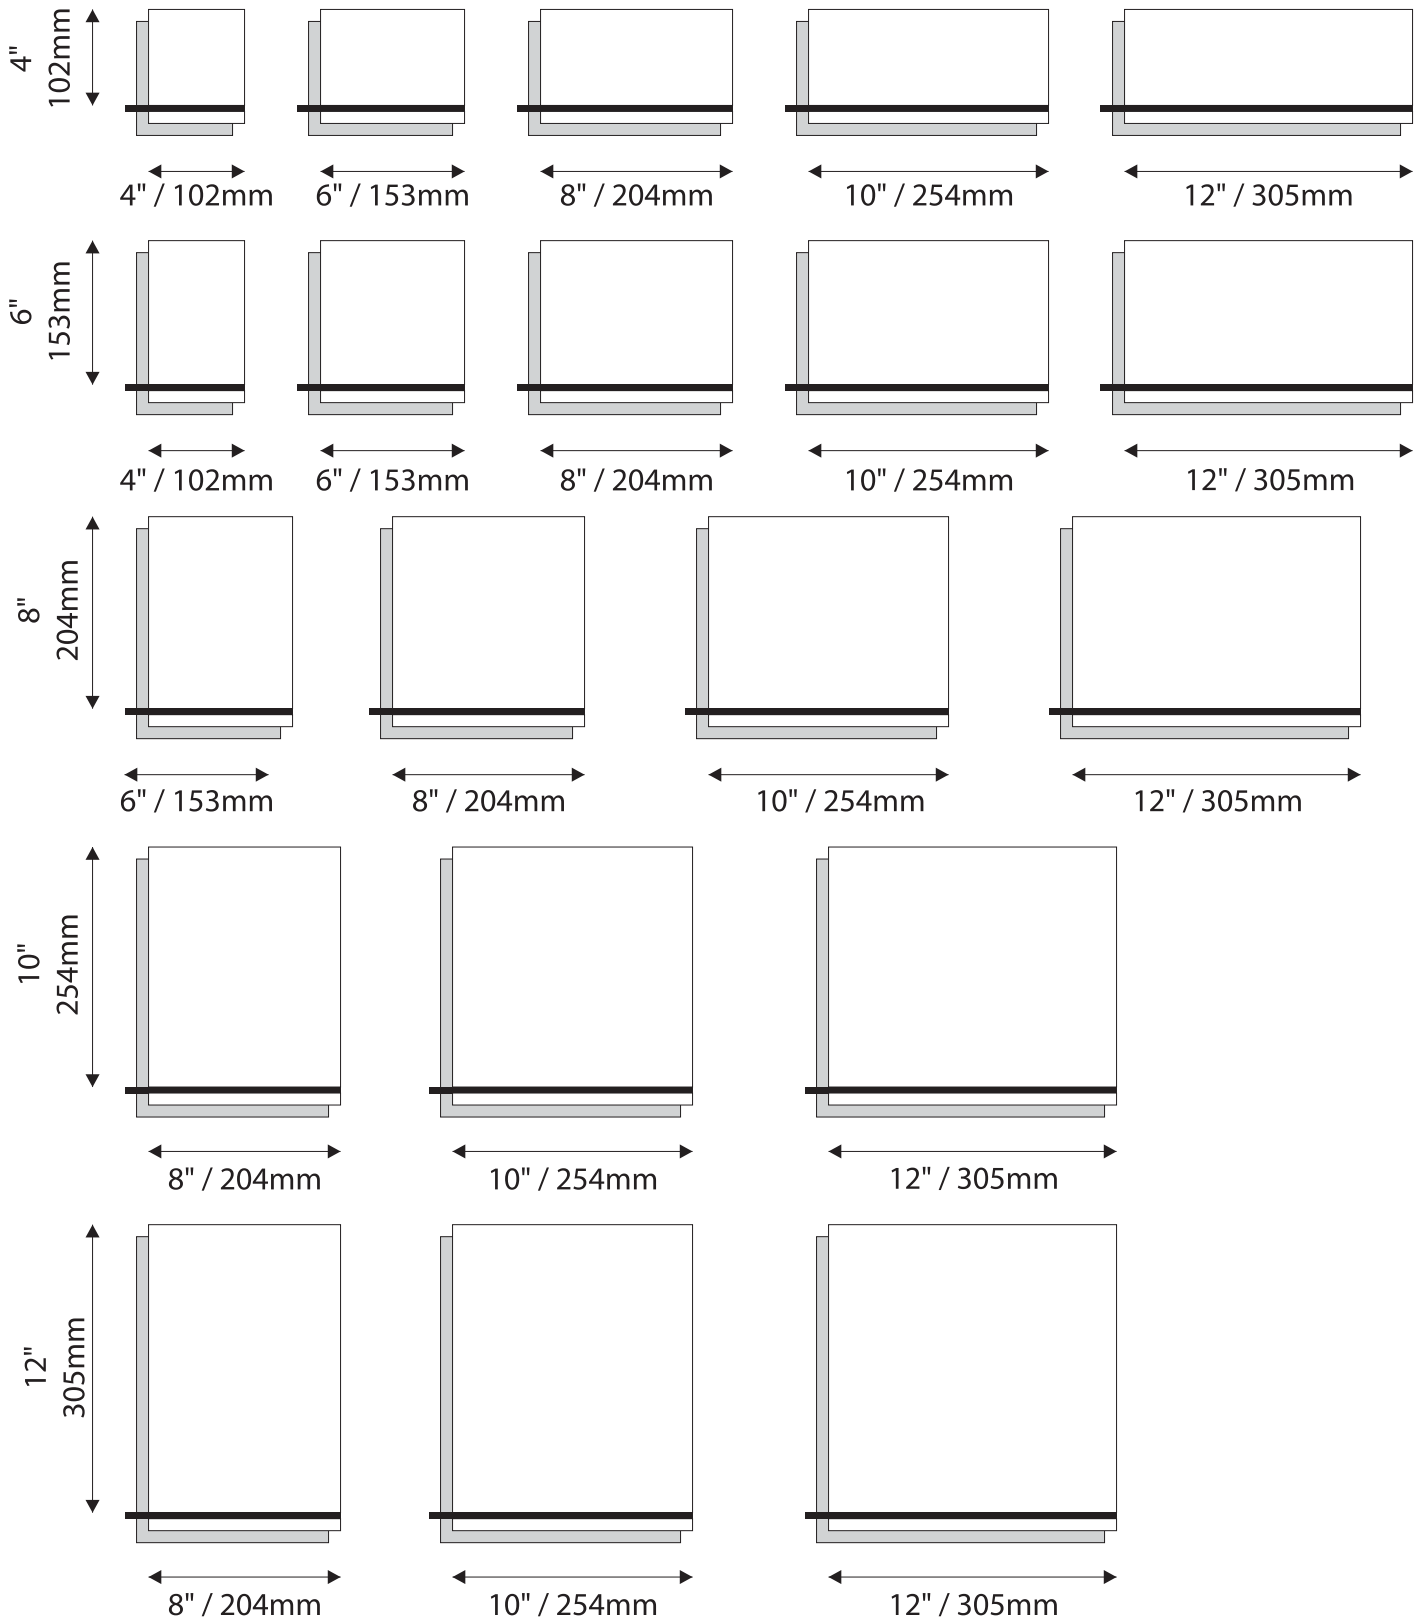 4"
102mm
4" / 102mm 6" / 153mm 8" / 204mm 10" / 254mm 12" / 305mm
6"
153mm
4" / 102mm 6" / 153mm 8" / 204mm 10" / 254mm 12" / 305mm
8"
204mm
6" / 153mm 8" / 204mm 10" / 254mm 12" / 305mm
10"
254mm
8" / 204mm 10" / 254mm 12" / 305mm
12"
305mm
8" / 204mm 10" / 254mm 12" / 305mm